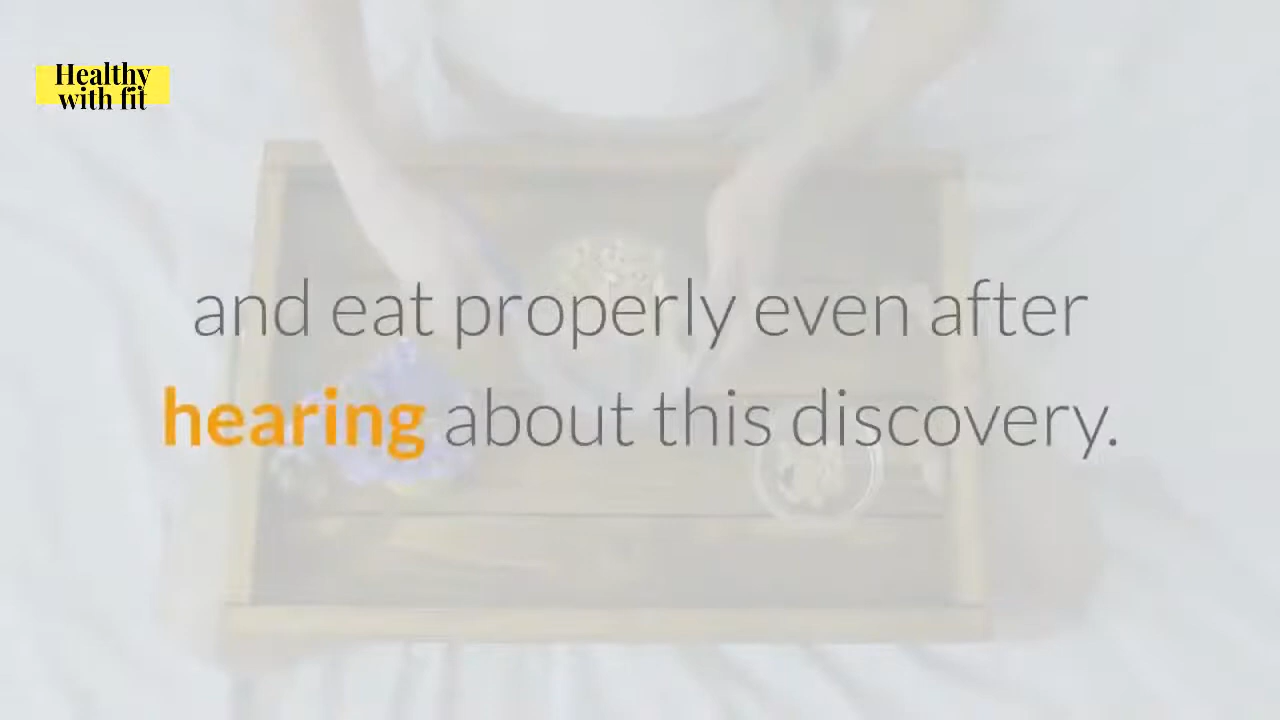 Healthy
with fit
and eat properly even after
hearing about this discovery.